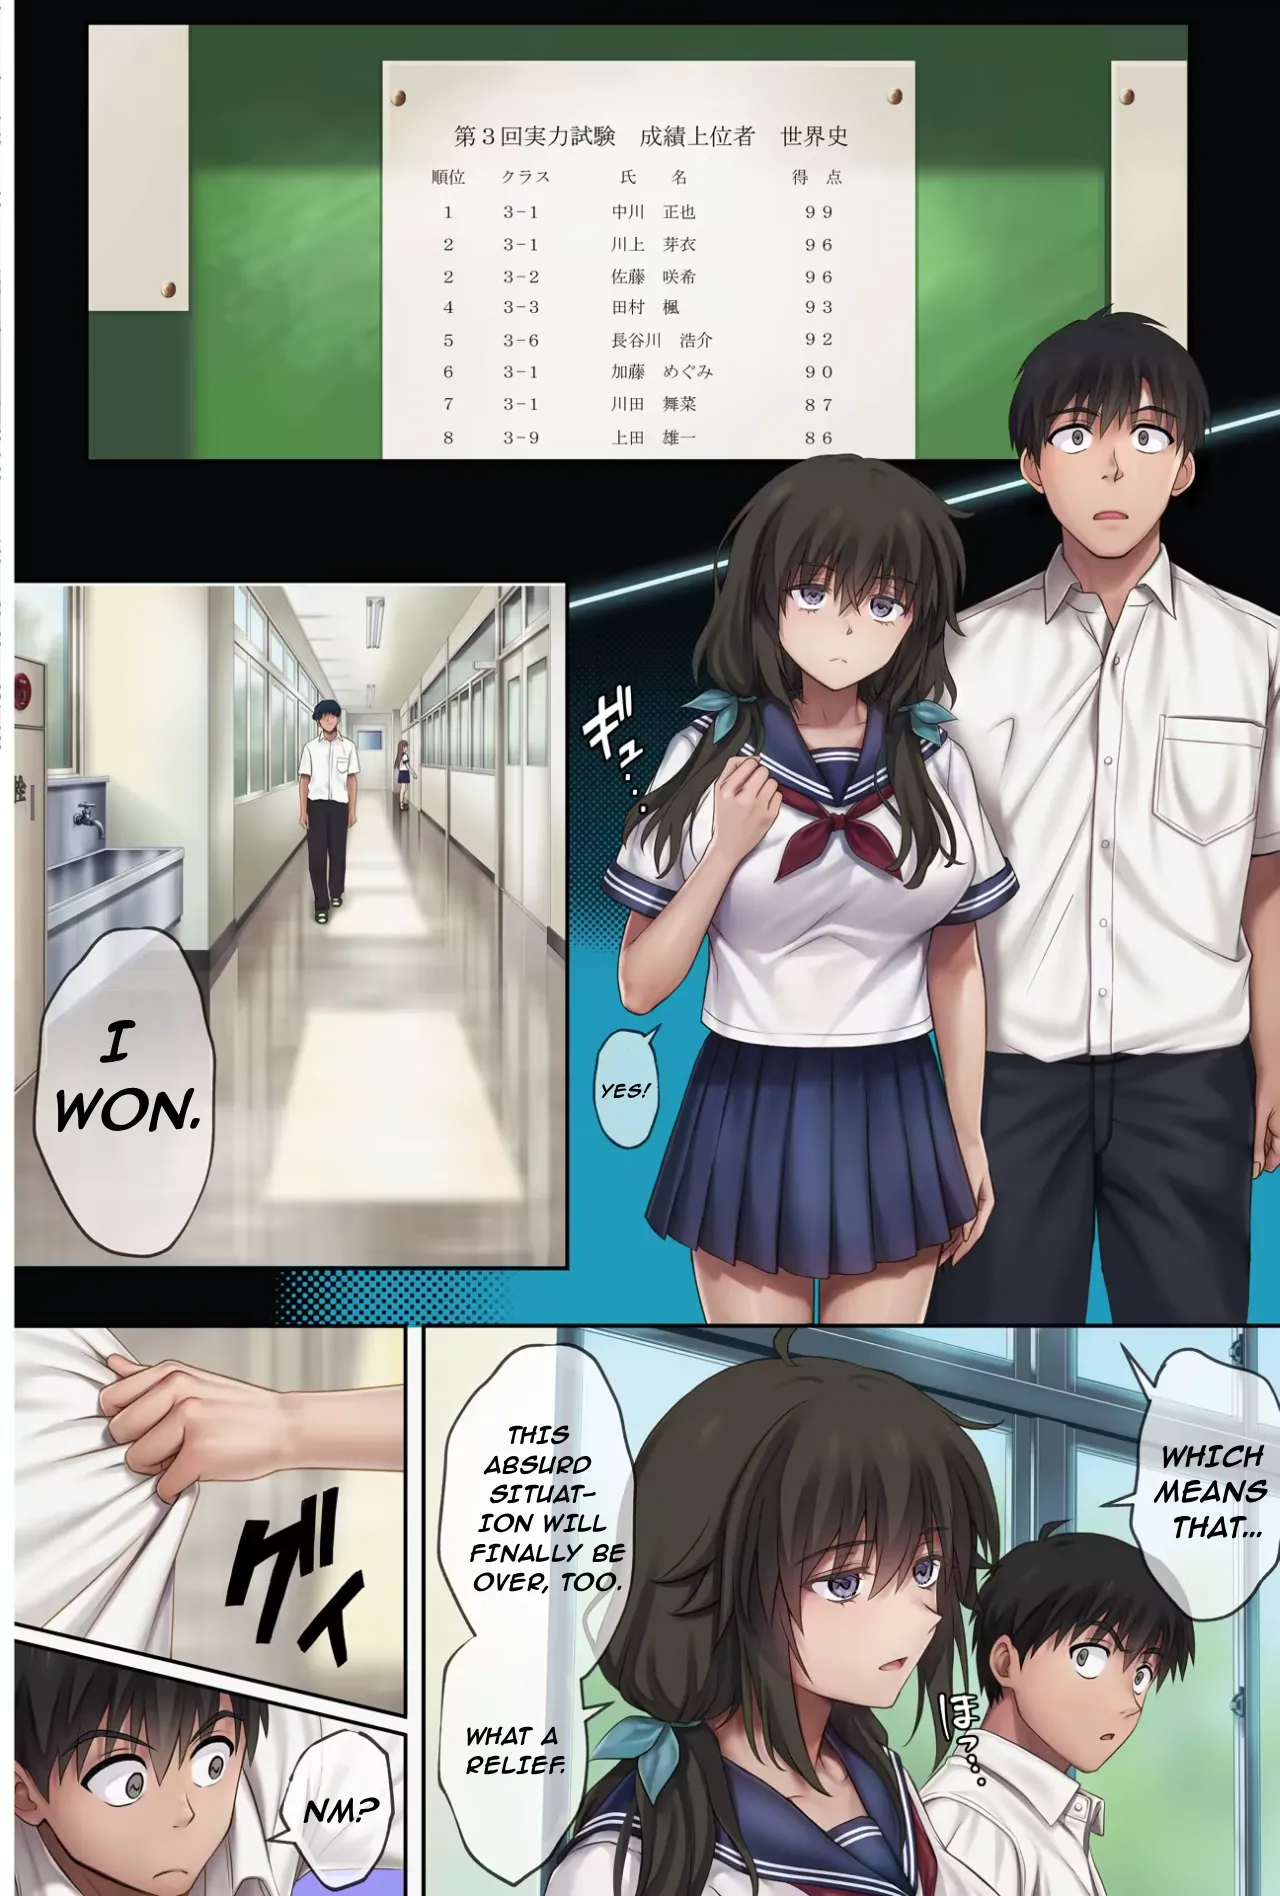 第３回実力試験　成績上位者　世界史
順位　クラス　氏　名　得　点
1　3-1　中川　正也　99
2　3-1　川上　芽衣　96
2　3-2　佐藤　咲希　96
4　3-3　田村　楓　93
5　3-6　長谷川　浩介　92
6　3-1　加藤　めぐみ　90
7　3-1　川田　舞菜　87
8　3-9　上田　雄一　86
ギュ...
YES!
栓
I
WON.
WHICH
MEANS
THAT...
THIS
ABSURD
SITUAT-
ION WILL
FINALLY BE
OVER, TOO.
WHAT A
RELIEF.
ほっ...
グイ
NM?